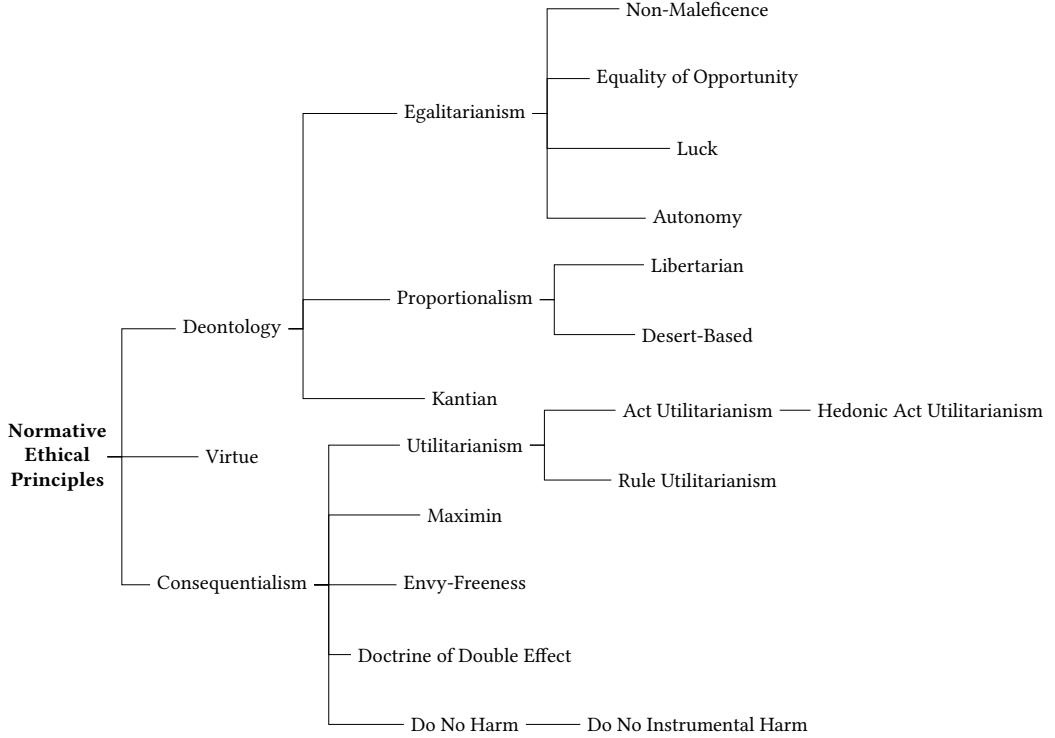 Non-Maleficence
Equality of Opportunity
Egalitarianism
Luck
Autonomy
Libertarian
Proportionalism
Desert-Based
Deontology
Kantian
Act Utilitarianism
Hedonic Act Utilitarianism
Utilitarianism
Rule Utilitarianism
Normative
Ethical
Principles
Virtue
Maximin
Envy-Freeness
Consequentialism
Doctrine of Double Effect
Do No Harm
Do No Instrumental Harm